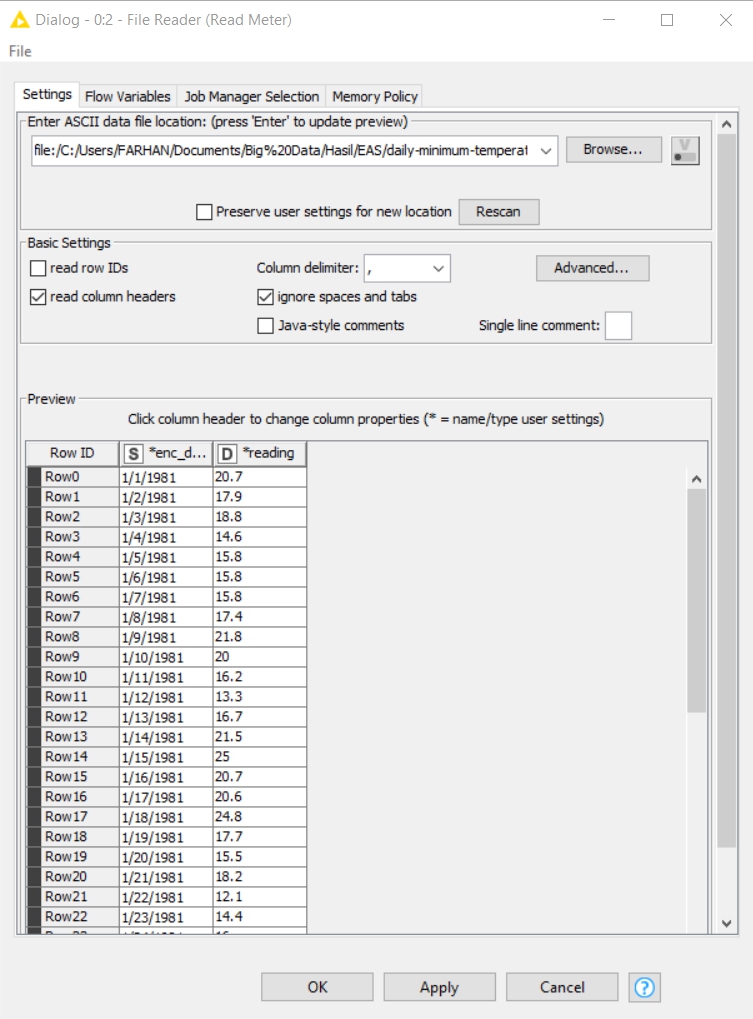 Dialog - 0:2 - File Reader (Read Meter)
File
Settings Flow Variables Job Manager Selection Memory Policy
Enter ASCII data file location: (press 'Enter' to update preview)
file:/C:/Users/FARHAN/Documents/Big%20Data/Hasil/EAS/daily-minimum-temperat Browse... V
Preserve user settings for new location Rescan
Basic Settings
read row IDs Column delimiter: , Advanced...
read column headers ignore spaces and tabs
Java-style comments Single line comment:
Preview
Click column header to change column properties (* = name/type user settings)
Row ID S *enc_d... D *reading
Row0 1/1/1981 20.7
Row1 1/2/1981 17.9
Row2 1/3/1981 18.8
Row3 1/4/1981 14.6
Row4 1/5/1981 15.8
Row5 1/6/1981 15.8
Row6 1/7/1981 15.8
Row7 1/8/1981 17.4
Row8 1/9/1981 21.8
Row9 1/10/1981 20
Row10 1/11/1981 16.2
Row11 1/12/1981 13.3
Row12 1/13/1981 16.7
Row13 1/14/1981 21.5
Row14 1/15/1981 25
Row15 1/16/1981 20.7
Row16 1/17/1981 20.6
Row17 1/18/1981 24.8
Row18 1/19/1981 17.7
Row19 1/20/1981 15.5
Row20 1/21/1981 18.2
Row21 1/22/1981 12.1
Row22 1/23/1981 14.4
OK Apply Cancel ?